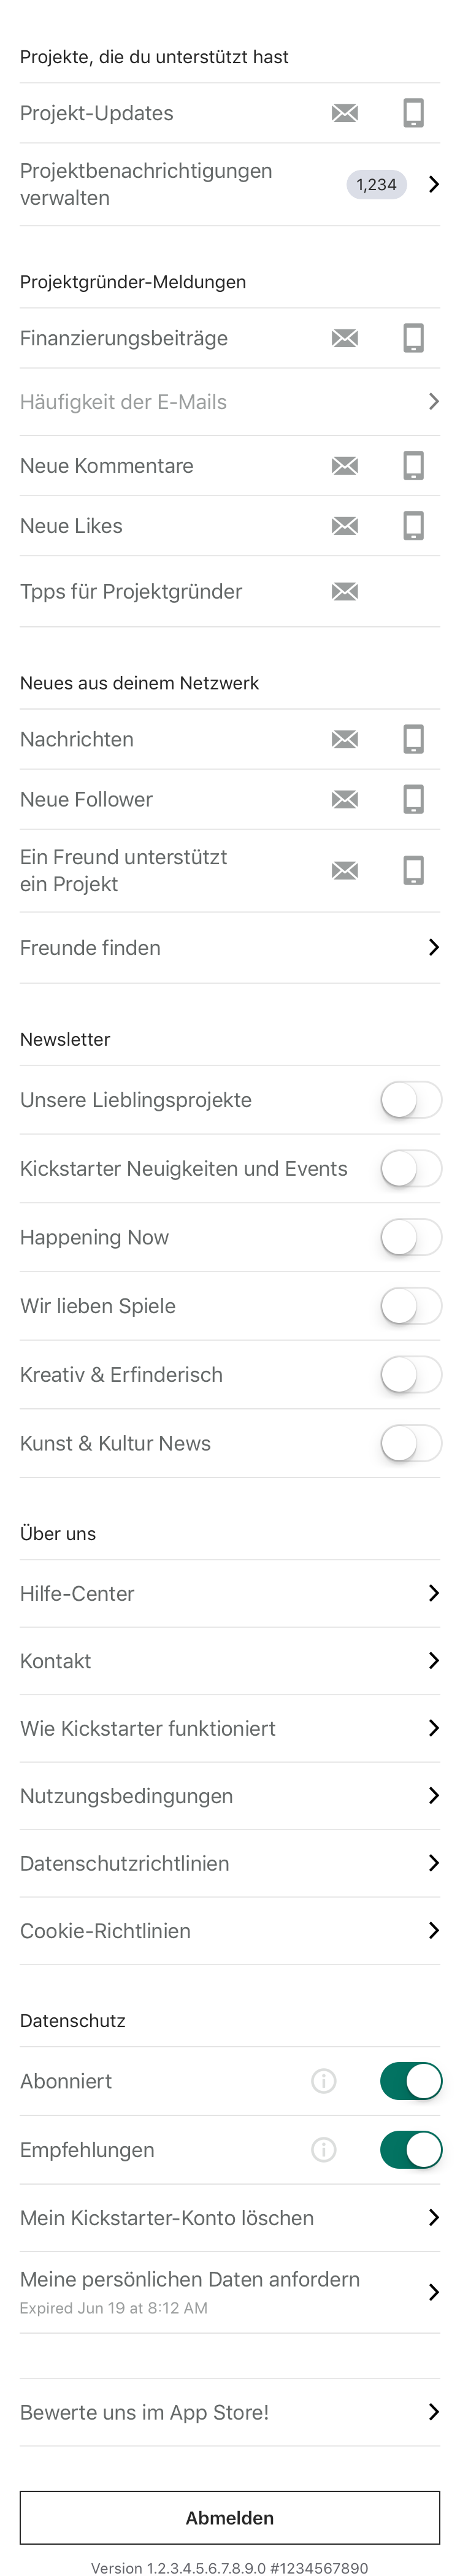 Projekte, die du unterstützt hast
Projekt-Updates
Projektbenachrichtigungen
verwalten
1,234
Projektgründer-Meldungen
Finanzierungsbeiträge
Häufigkeit der E-Mails
Neue Kommentare
Neue Likes
Tpps für Projektgründer
Neues aus deinem Netzwerk
Nachrichten
Neue Follower
Ein Freund unterstützt
ein Projekt
Freunde finden
Newsletter
Unsere Lieblingsprojekte
Kickstarter Neuigkeiten und Events
Happening Now
Wir lieben Spiele
Kreativ & Erfinderisch
Kunst & Kultur News
Über uns
Hilfe-Center
Kontakt
Wie Kickstarter funktioniert
Nutzungsbedingungen
Datenschutzrichtlinien
Cookie-Richtlinien
Datenschutz
Abonniert
Empfehlungen
Mein Kickstarter-Konto löschen
Meine persönlichen Daten anfordern
Expired Jun 19 at 8:12 AM
Bewerte uns im App Store!
Abmelden
Version 1.2.3.4.5.6.7.8.9.0 #1234567890